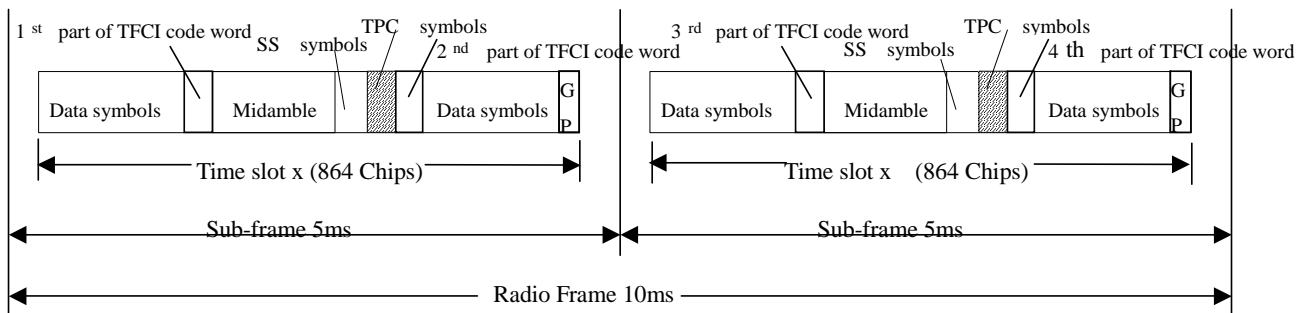 1 st part of TFCI code word
SS symbols
TPC symbols
2 nd part of TFCI code word
Data symbols
Midamble
Data symbols
G
P
Time slot x (864 Chips)
Sub-frame 5ms
3 rd part of TFCI code word
SS symbols
TPC symbols
4 th part of TFCI code word
Data symbols
Midamble
Data symbols
G
P
Time slot x (864 Chips)
Sub-frame 5ms
Radio Frame 10ms